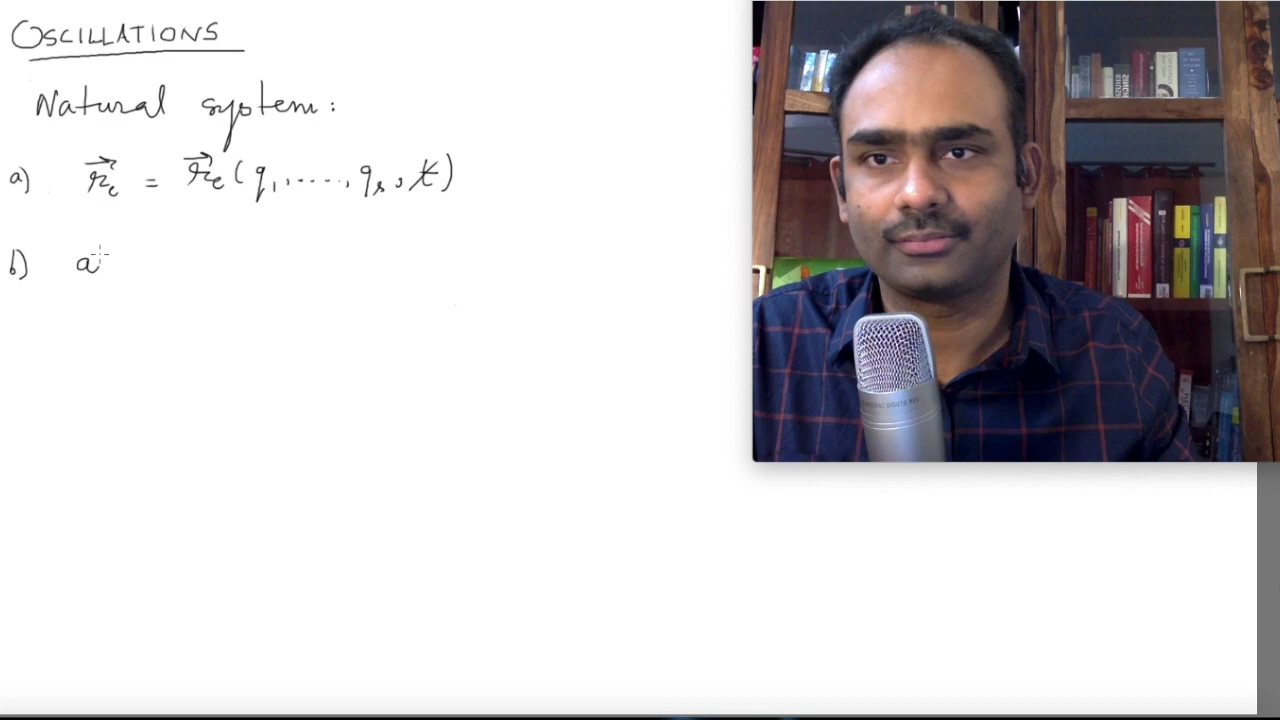 OSCILLATIONS
Natural system:
a) r⃗ᵢ = r⃗ᵢ(q₁, ....., qₛ, t)
b) a